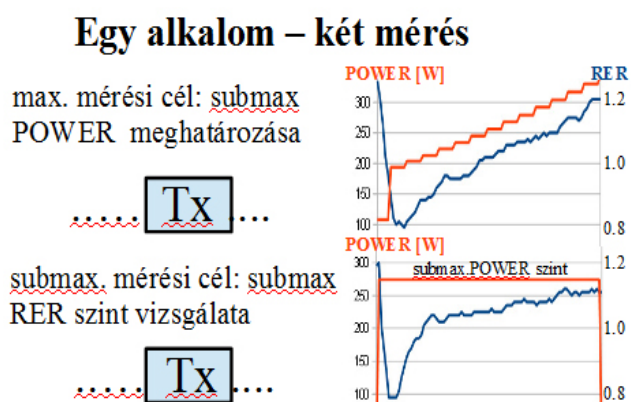 Egy alkalom – két mérés
max. mérési cél: submax
POWER meghatározása
..... Tx ....
POWER [W]
RER
300
250
200
150
100
1.2
1.0
0.8
submax. mérési cél: submax
RER szint vizsgálata
..... Tx ....
POWER [W]
submax.POWER szint
300
250
200
150
100
1.2
1.0
0.8